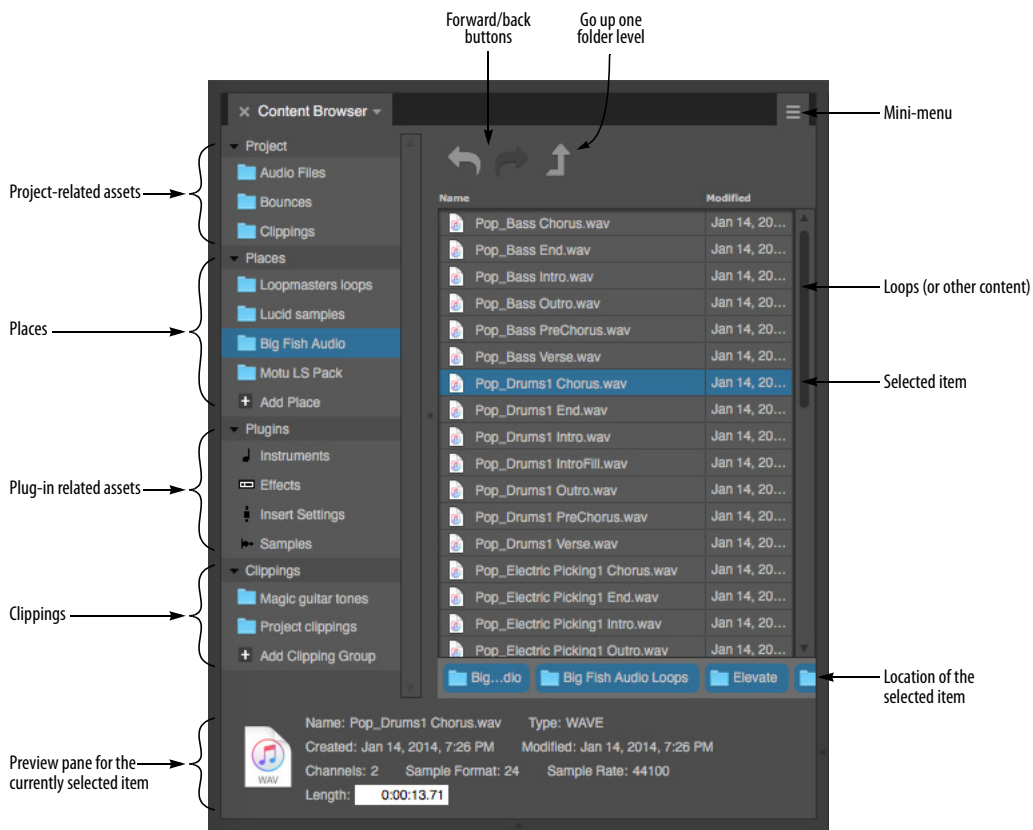 Forward/back
buttons
Go up one
folder level
Content Browser
Mini-menu
Project-related assets
Project
Audio Files
Bounces
Clippings
Places
Places
Loopmasters loops
Lucid samples
Big Fish Audio
Motu LS Pack
Add Place
Plug-in related assets
Plugins
Instruments
Effects
Insert Settings
Samples
Clippings
Clippings
Magic guitar tones
Project clippings
Add Clipping Group
Name Modified
Pop_Bass Chorus.wav Jan 14, 20...
Pop_Bass End.wav Jan 14, 20...
Pop_Bass Intro.wav Jan 14, 20...
Pop_Bass Outro.wav Jan 14, 20...
Pop_Bass PreChorus.wav Jan 14, 20...
Pop_Bass Verse.wav Jan 14, 20...
Pop_Drums1 Chorus.wav Jan 14, 20...
Pop_Drums1 End.wav Jan 14, 20...
Pop_Drums1 Intro.wav Jan 14, 20...
Pop_Drums1 IntroFill.wav Jan 14, 20...
Pop_Drums1 Outro.wav Jan 14, 20...
Pop_Drums1 PreChorus.wav Jan 14, 20...
Pop_Drums1 Verse.wav Jan 14, 20...
Pop_Electric Picking1 Chorus.wav Jan 14, 20...
Pop_Electric Picking1 End.wav Jan 14, 20...
Pop_Electric Picking1 Intro.wav Jan 14, 20...
Pop_Electric Picking1 Outro.wav Jan 14, 20...
Loops (or other content)
Selected item
Big...dio Big Fish Audio Loops Elevate
Location of the
selected item
Preview pane for the
currently selected item
WAV
Name: Pop_Drums1 Chorus.wav Type: WAVE
Created: Jan 14, 2014, 7:26 PM Modified: Jan 14, 2014, 7:26 PM
Channels: 2 Sample Format: 24 Sample Rate: 44100
Length: 0:00:13.71